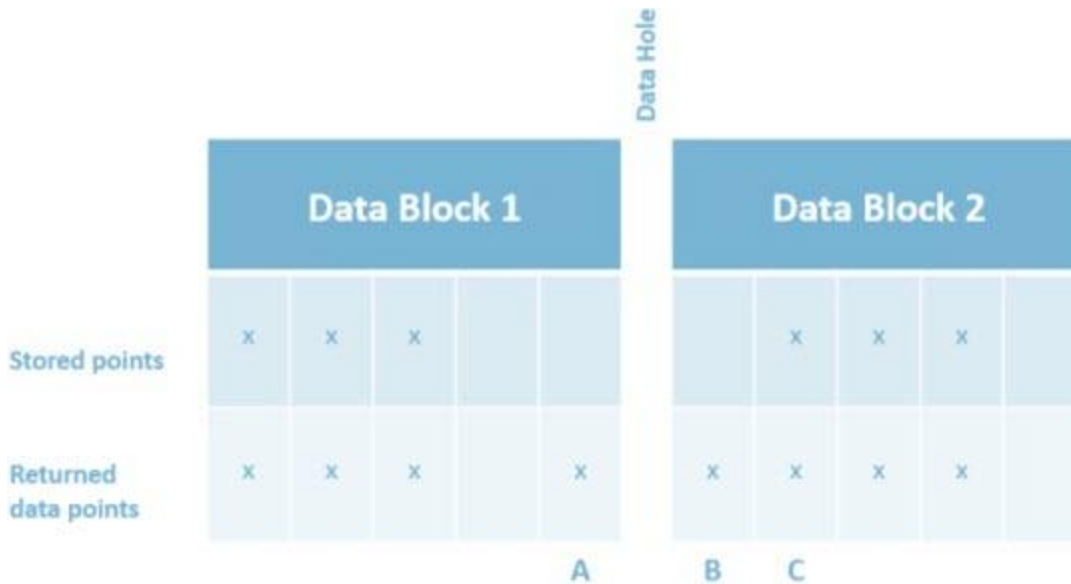 Data Hole
Data Block 1
Data Block 2
Stored points
x x x x x x
Returned
data points
x x x x x x x x
A B C